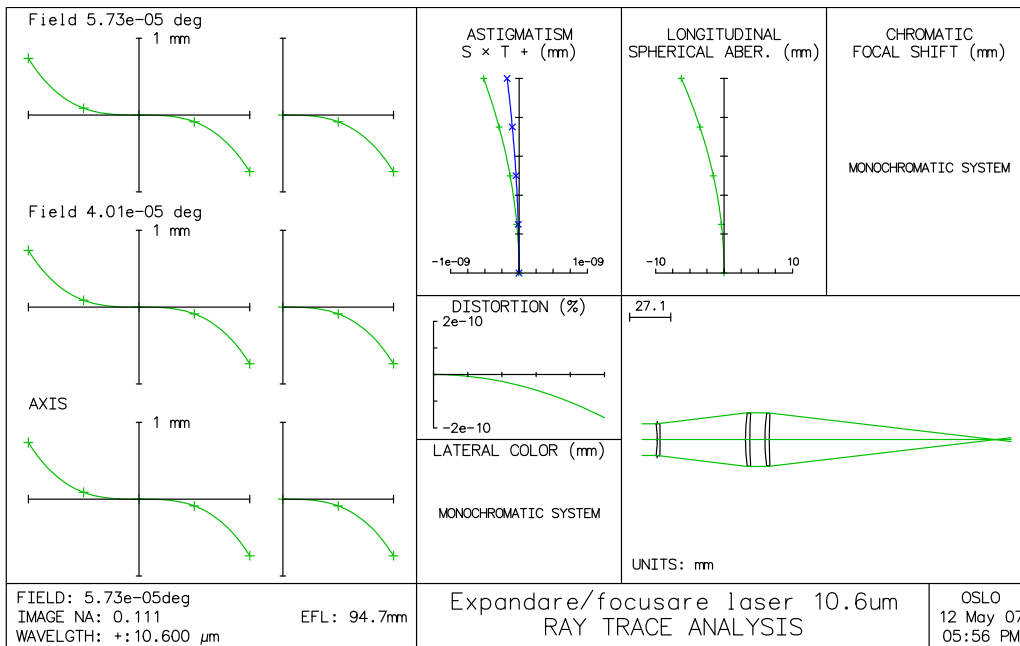 Field 5.73e-05 deg
1 mm
Field 4.01e-05 deg
1 mm
AXIS
1 mm
ASTIGMATISM
S × T + (mm)
-1e-09
1e-09
LONGITUDINAL
SPHERICAL ABER. (mm)
-10
10
CHROMATIC
FOCAL SHIFT (mm)
MONOCHROMATIC SYSTEM
DISTORTION (%)
2e-10
-2e-10
LATERAL COLOR (mm)
MONOCHROMATIC SYSTEM
27.1
UNITS: mm
FIELD: 5.73e-05deg
IMAGE NA: 0.111 EFL: 94.7mm
WAVELGTH: +:10.600 µm
Expandare/focusare laser 10.6um
RAY TRACE ANALYSIS
OSLO
12 May 07
05:56 PM